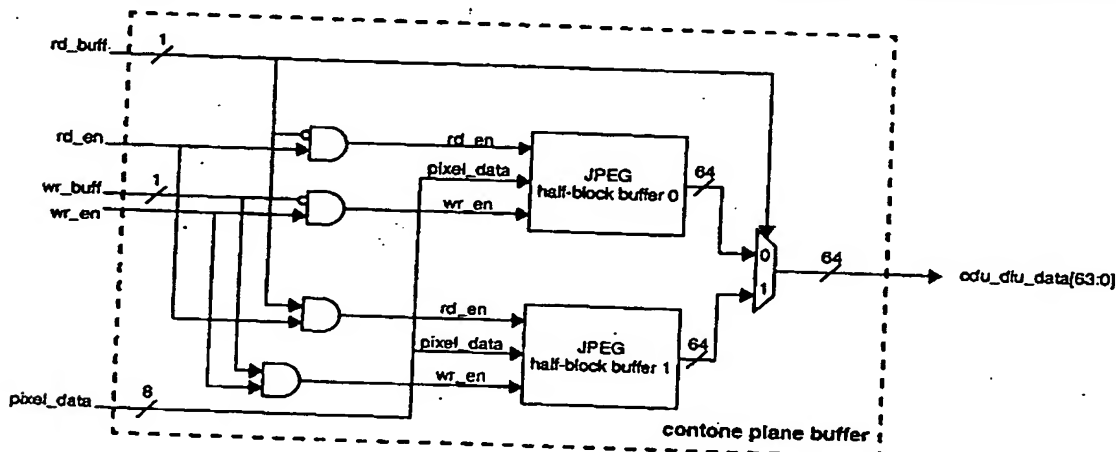 rd_buff
1
rd_en
rd_en
pixel_data
JPEG
half-block buffer 0
64
wr_buff
1
wr_en
wr_en
0
64
cdu_diu_data[63:0]
1
rd_en
pixel_data
JPEG
half-block buffer 1
64
wr_en
pixel_data
8
contone plane buffer